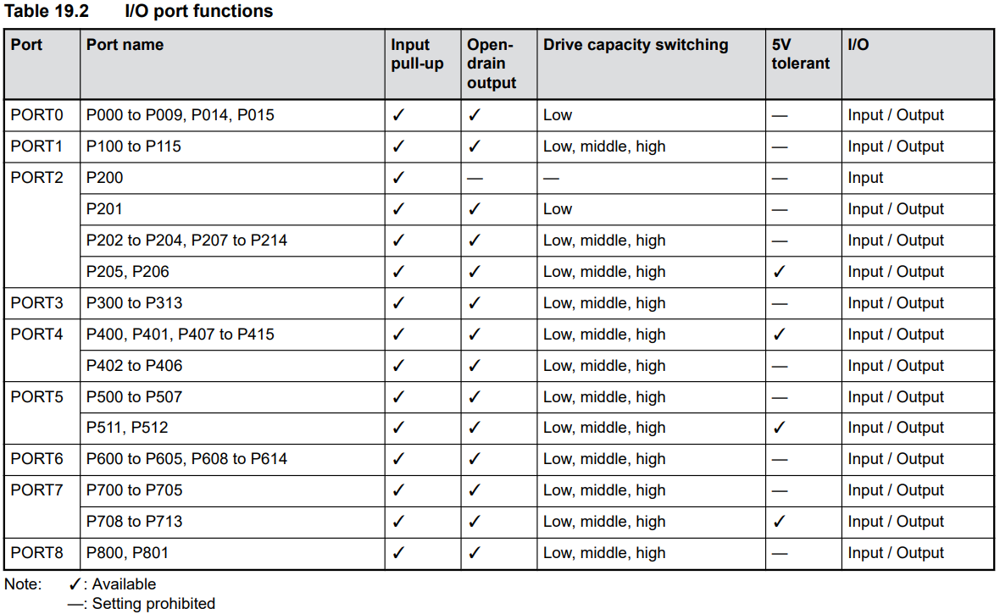 Table 19.2 I/O port functions
Port Port name Input pull-up Open-drain output Drive capacity switching 5V tolerant I/O
PORT0 P000 to P009, P014, P015 ✓ ✓ Low — Input / Output
PORT1 P100 to P115 ✓ ✓ Low, middle, high — Input / Output
PORT2 P200 ✓ — — — Input
P201 ✓ ✓ Low — Input / Output
P202 to P204, P207 to P214 ✓ ✓ Low, middle, high — Input / Output
P205, P206 ✓ ✓ Low, middle, high ✓ Input / Output
PORT3 P300 to P313 ✓ ✓ Low, middle, high — Input / Output
PORT4 P400, P401, P407 to P415 ✓ ✓ Low, middle, high ✓ Input / Output
P402 to P406 ✓ ✓ Low, middle, high — Input / Output
PORT5 P500 to P507 ✓ ✓ Low, middle, high — Input / Output
P511, P512 ✓ ✓ Low, middle, high ✓ Input / Output
PORT6 P600 to P605, P608 to P614 ✓ ✓ Low, middle, high — Input / Output
PORT7 P700 to P705 ✓ ✓ Low, middle, high — Input / Output
P708 to P713 ✓ ✓ Low, middle, high ✓ Input / Output
PORT8 P800, P801 ✓ ✓ Low, middle, high — Input / Output
Note: ✓: Available
—: Setting prohibited